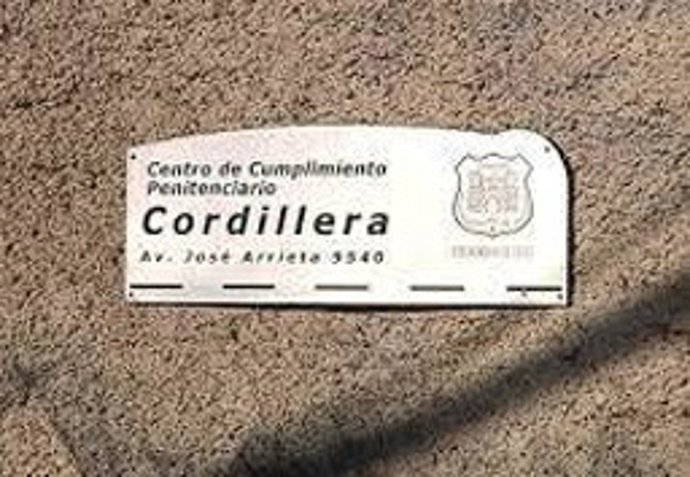 Centro de Cumplimiento
Penitenciario
Cordillera
Av. José Arrieta 9540